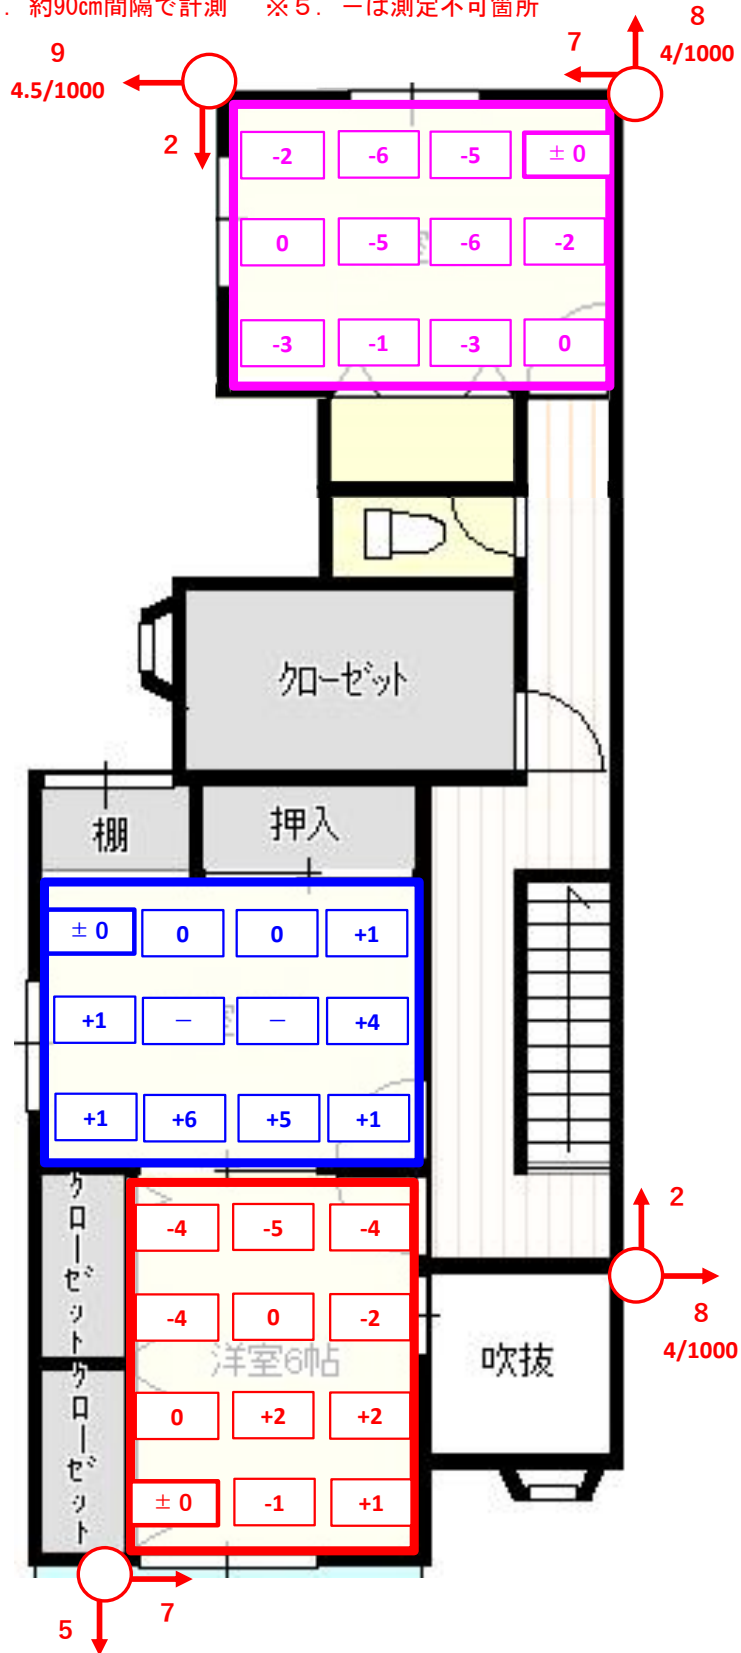 . 約90㎝間隔で計測　※5. －は測定不可箇所
8
9
7
4/1000
4.5/1000
2
-2 -6 -5 ±0
0 -5 -6 -2
-3 -1 -3 0
クローゼット
棚
押入
±0 0 0 +1
+1 － － +4
+1 +6 +5 +1
クローゼット
-4 -5 -4
2
-4 0 -2
8
4/1000
洋室6帖
吹抜
クローゼット
0 +2 +2
±0 -1 +1
7
5